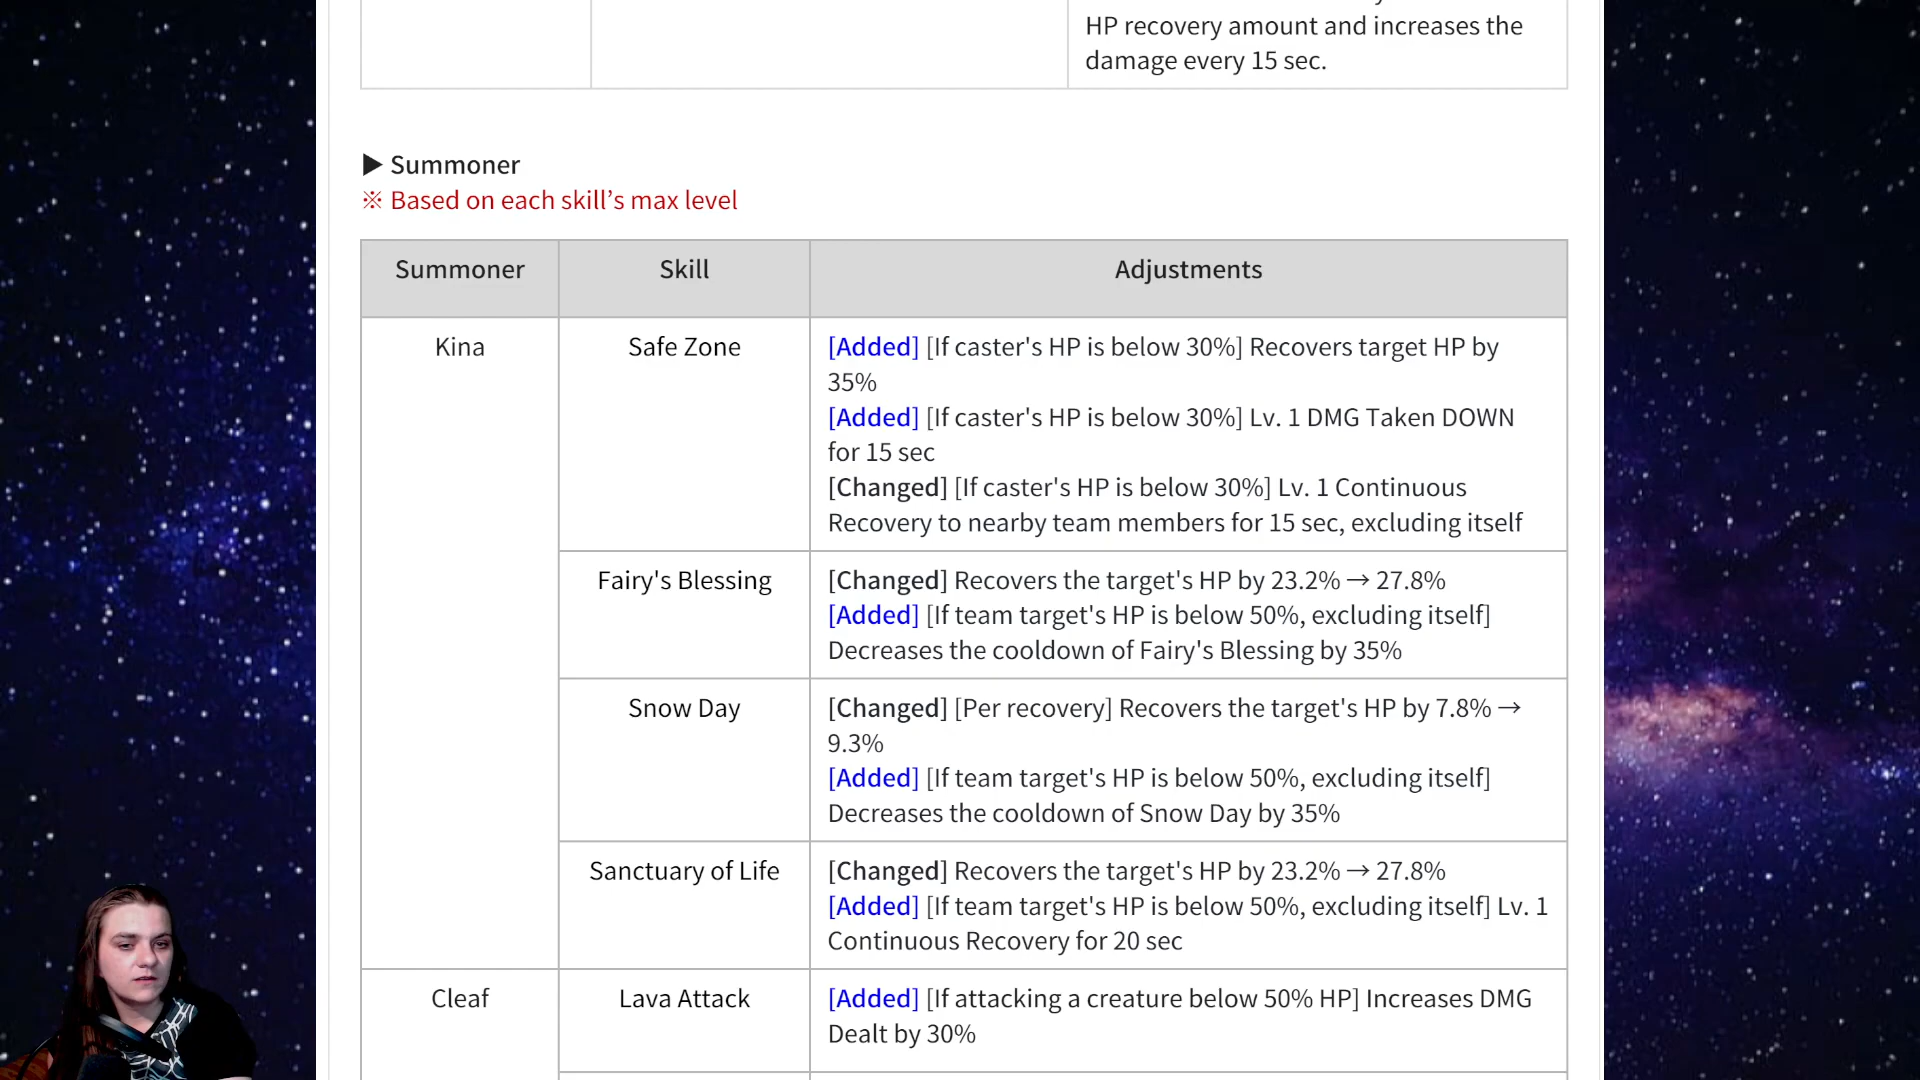 HP recovery amount and increases the
damage every 15 sec.
▶ Summoner
※ Based on each skill’s max level
Summoner
Skill
Adjustments
Kina
Safe Zone
[Added] [If caster's HP is below 30%] Recovers target HP by
35%
[Added] [If caster's HP is below 30%] Lv. 1 DMG Taken DOWN
for 15 sec
[Changed] [If caster's HP is below 30%] Lv. 1 Continuous
Recovery to nearby team members for 15 sec, excluding itself
Fairy's Blessing
[Changed] Recovers the target's HP by 23.2% → 27.8%
[Added] [If team target's HP is below 50%, excluding itself]
Decreases the cooldown of Fairy's Blessing by 35%
Snow Day
[Changed] [Per recovery] Recovers the target's HP by 7.8% →
9.3%
[Added] [If team target's HP is below 50%, excluding itself]
Decreases the cooldown of Snow Day by 35%
Sanctuary of Life
[Changed] Recovers the target's HP by 23.2% → 27.8%
[Added] [If team target's HP is below 50%, excluding itself] Lv. 1
Continuous Recovery for 20 sec
Cleaf
Lava Attack
[Added] [If attacking a creature below 50% HP] Increases DMG
Dealt by 30%